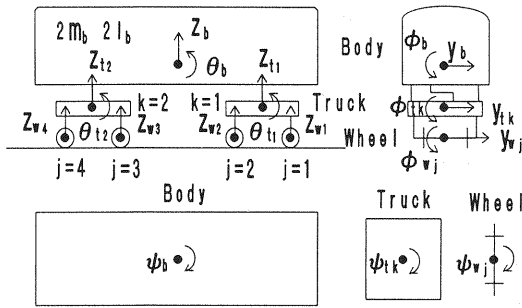 2m_b 2l_b
Z_b
Body
ϕ_b
y_b
θ_b
Z_t2
Z_t1
k=2
k=1
Truck
ϕ_tk
y_tk
Z_w4
θ_t2
Z_w3
Z_w2
θ_t1
Z_w1
Wheel
y_wj
ϕ_wj
j=4
j=3
j=2
j=1
Body
Truck
Wheel
ψ_b
ψ_tk
ψ_wj